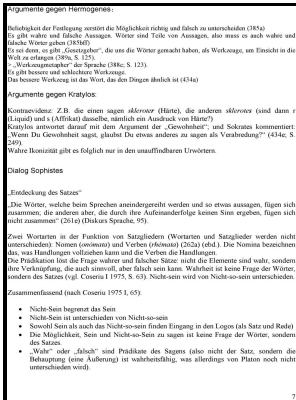 Argumente gegen Hermogenes:
Beliebigkeit der Festlegung zerstört die Möglichkeit richtig und falsch zu unterscheiden (385a)
Es gibt wahre und falsche Aussagen. Wörter sind Teile von Aussagen, also muss es auch wahre und
falsche Wörter geben (385bff)
Es sei denn, es gibt „Gesetzgeber“, die uns die Wörter gemacht haben, als Werkzeuge, um Einsicht in die
Welt zu erlangen (389a, S. 125).
> „Werkzeugmetapher“ der Sprache (388c; S. 123).
Es gibt bessere und schlechtere Werkzeuge.
Das bessere Werkzeug ist das Wort, das den Dingen ähnlich ist (434a)
Argumente gegen Kratylos:
Kontraevidenz: Z.B. die einen sagen skleroter (Härte), die anderen sklerotes (sind dann r
(Liquid) und s (Affrikat) dasselbe, nämlich ein Ausdruck von Härte?)
Kratylos antwortet darauf mit dem Argument der „Gewohnheit“; und Sokrates kommentiert:
„Wenn Du Gewohnheit sagst, glaubst Du etwas anderes zu sagen als Verabredung?“ (434e; S.
249).
Wahre Ikonizität gibt es folglich nur in den unauffindbaren Urwörtern.
Dialog Sophistes
„Entdeckung des Satzes“
„Die Wörter, welche beim Sprechen aneinandergereiht werden und so etwas aussagen, fügen sich
zusammen; die anderen aber, die durch ihre Aufeinanderfolge keinen Sinn ergeben, fügen sich
nicht zusammen“ (261e) (Diskurs Sprache, 95).
Zwei Wortarten in der Funktion von Satzgliedern (Wortarten und Satzglieder werden nicht
unterschieden): Nomen (onómata) und Verben (rhémata) (262a) (ebd.). Die Nomina bezeichnen
das, was Handlungen vollziehen kann und die Verben die Handlungen.
Die Prädikation löst die Frage wahrer und falscher Sätze: nicht die Elemente sind wahr, sondern
ihre Verknüpfung, die auch sinnvoll, aber falsch sein kann. Wahrheit ist keine Frage der Wörter,
sondern des Satzes (vgl. Coseriu I 1975, S. 63). Nicht-sein wird von Nicht-so-sein unterschieden.
Zusammenfassend (nach Coseriu 1975 I, 65):
• Nicht-Sein begrenzt das Sein
• Nicht-Sein ist unterschieden von Nicht-so-sein
• Sowohl Sein als auch das Nicht-so-sein finden Eingang in den Logos (als Satz und Rede)
• Die Möglichkeit, Sein und Nicht-so-Sein zu sagen ist keine Frage der Wörter, sondern
des Satzes.
• „Wahr“ oder „falsch“ sind Prädikate des Sagens (also nicht der Satz, sondern die
Behauptung (eine Äußerung) ist wahrheitsfähig, was allerdings von Platon noch nicht
unterschieden wird).
7